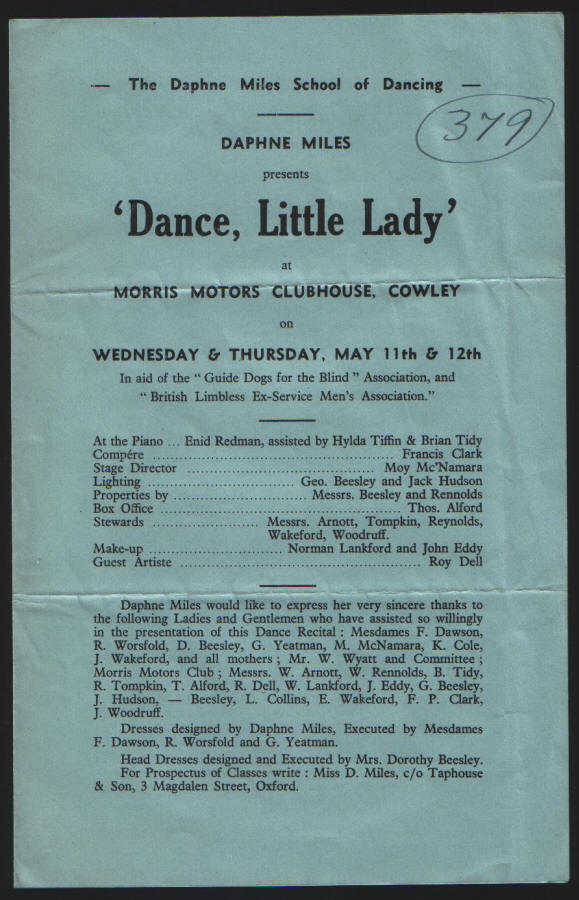 — The Daphne Miles School of Dancing —
379
DAPHNE MILES
presents
‘Dance, Little Lady’
at
MORRIS MOTORS CLUBHOUSE, COWLEY
on
WEDNESDAY & THURSDAY, MAY 11th & 12th
In aid of the “ Guide Dogs for the Blind ” Association, and
“ British Limbless Ex-Service Men's Association.”
At the Piano ... Enid Redman, assisted by Hylda Tiffin & Brian Tidy
Compére ........ Francis Clark
Stage Director ........ Moy Mc'Namara
Lighting ........ Geo. Beesley and Jack Hudson
Properties by ........ Messrs. Beesley and Rennolds
Box Office ........ Thos. Alford
Stewards ........ Messrs. Arnott, Tompkin, Reynolds,
Wakeford, Woodruff.
Make-up ........ Norman Lankford and John Eddy
Guest Artiste ........ Roy Dell
Daphne Miles would like to express her very sincere thanks to
the following Ladies and Gentlemen who have assisted so willingly
in the presentation of this Dance Recital : Mesdames F. Dawson,
R. Worsfold, D. Beesley, G. Yeatman, M. McNamara, K. Cole,
J. Wakeford, and all mothers ; Mr. W. Wyatt and Committee ;
Morris Motors Club ; Messrs. W. Arnott, W. Rennolds, B. Tidy,
R. Tompkin, T. Alford, R. Dell, W. Lankford, J. Eddy, G. Beesley,
J. Hudson, — Beesley, L. Collins, E. Wakeford, F. P. Clark,
J. Woodruff.
Dresses designed by Daphne Miles, Executed by Mesdames
F. Dawson, R. Worsfold and G. Yeatman.
Head Dresses designed and Executed by Mrs. Dorothy Beesley.
For Prospectus of Classes write : Miss D. Miles, c/o Taphouse
& Son, 3 Magdalen Street, Oxford.